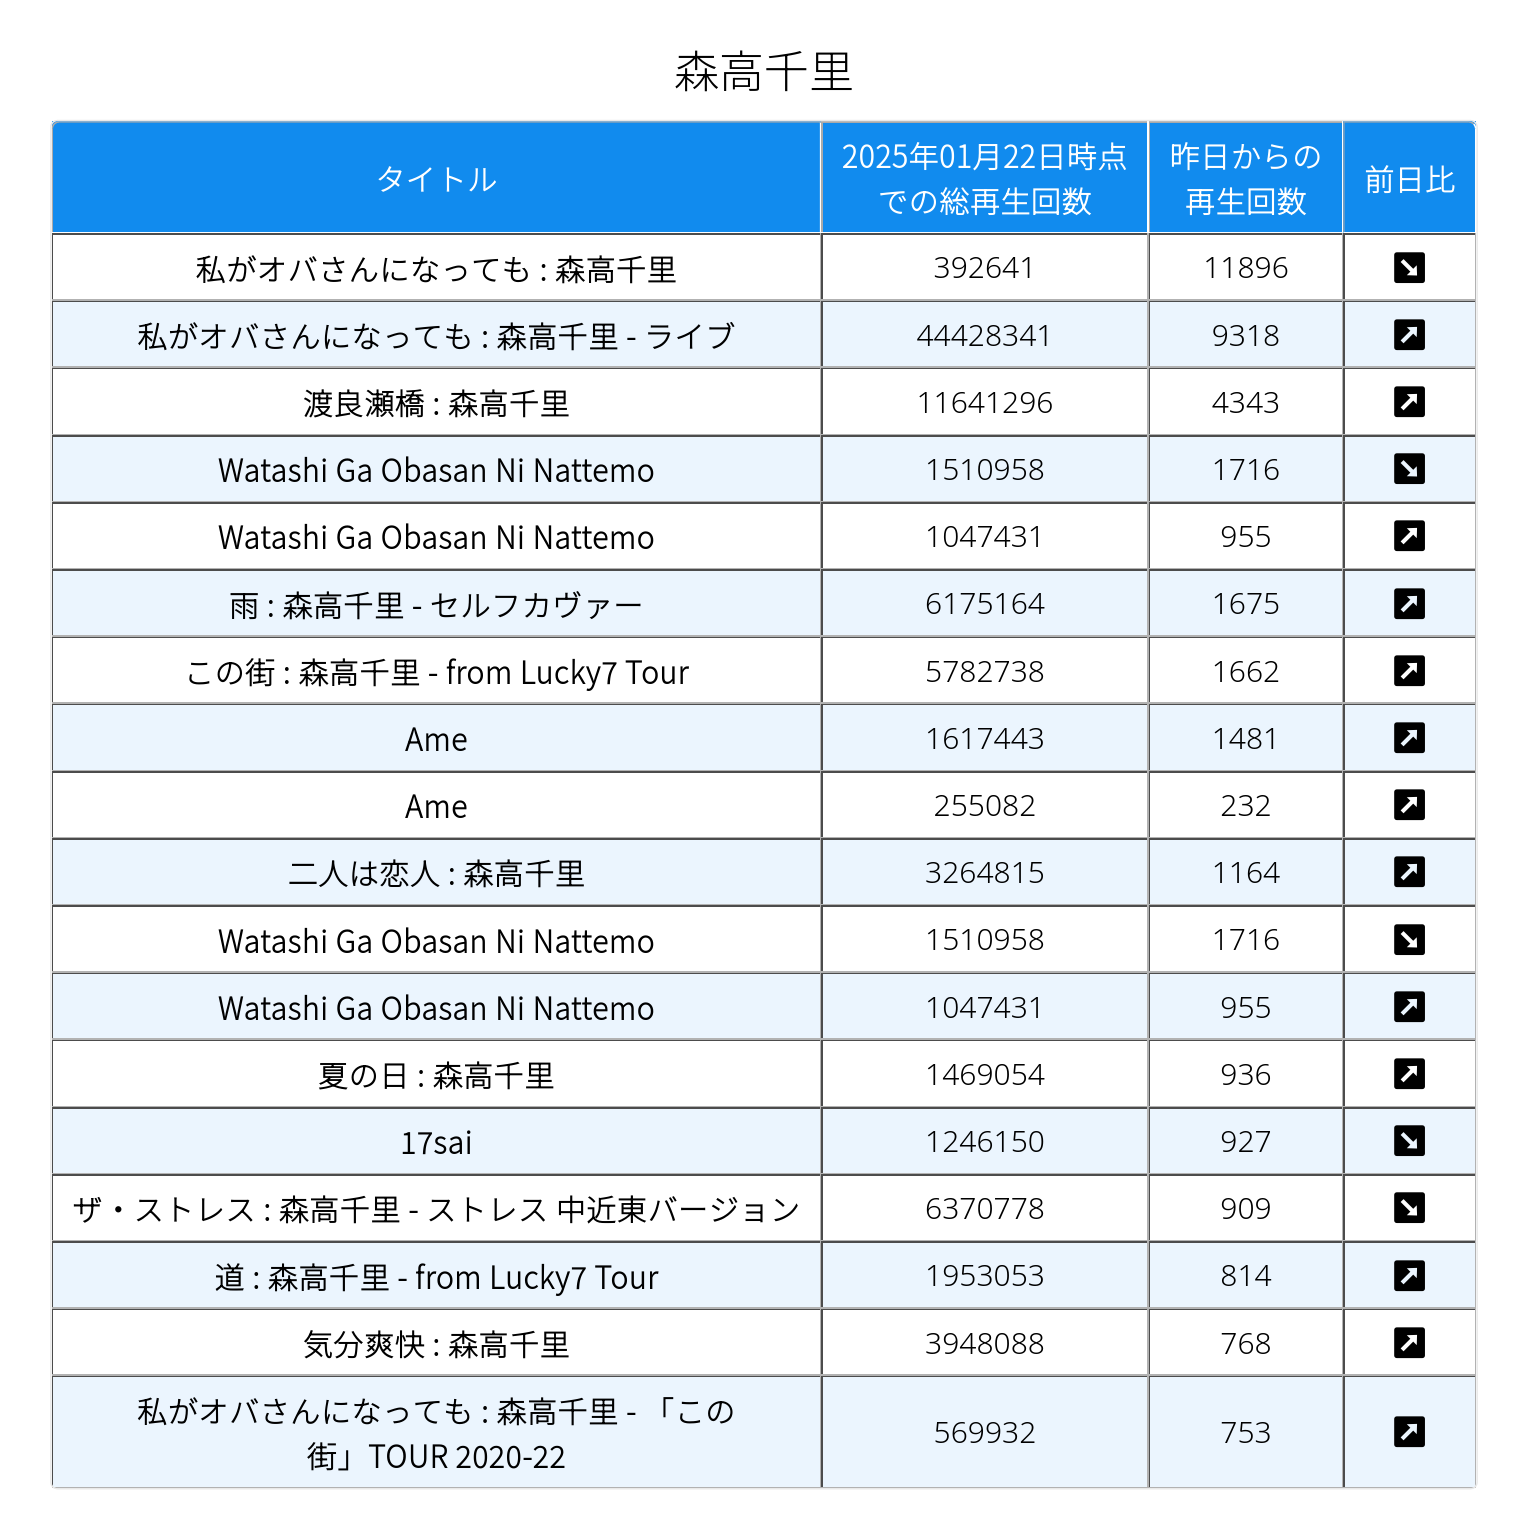 森高千里
タイトル
2025年01月22日時点
での総再生回数
昨日からの
再生回数
前日比
私がオバさんになっても : 森高千里 392641 11896 ↘
私がオバさんになっても : 森高千里 - ライブ 44428341 9318 ↗
渡良瀬橋 : 森高千里 11641296 4343 ↗
Watashi Ga Obasan Ni Nattemo 1510958 1716 ↘
Watashi Ga Obasan Ni Nattemo 1047431 955 ↗
雨 : 森高千里 - セルフカヴァー 6175164 1675 ↗
この街 : 森高千里 - from Lucky7 Tour 5782738 1662 ↗
Ame 1617443 1481 ↗
Ame 255082 232 ↗
二人は恋人 : 森高千里 3264815 1164 ↗
Watashi Ga Obasan Ni Nattemo 1510958 1716 ↘
Watashi Ga Obasan Ni Nattemo 1047431 955 ↗
夏の日 : 森高千里 1469054 936 ↗
17sai 1246150 927 ↘
ザ・ストレス : 森高千里 - ストレス 中近東バージョン 6370778 909 ↘
道 : 森高千里 - from Lucky7 Tour 1953053 814 ↗
気分爽快 : 森高千里 3948088 768 ↗
私がオバさんになっても : 森高千里 - 「この
街」TOUR 2020-22 569932 753 ↗